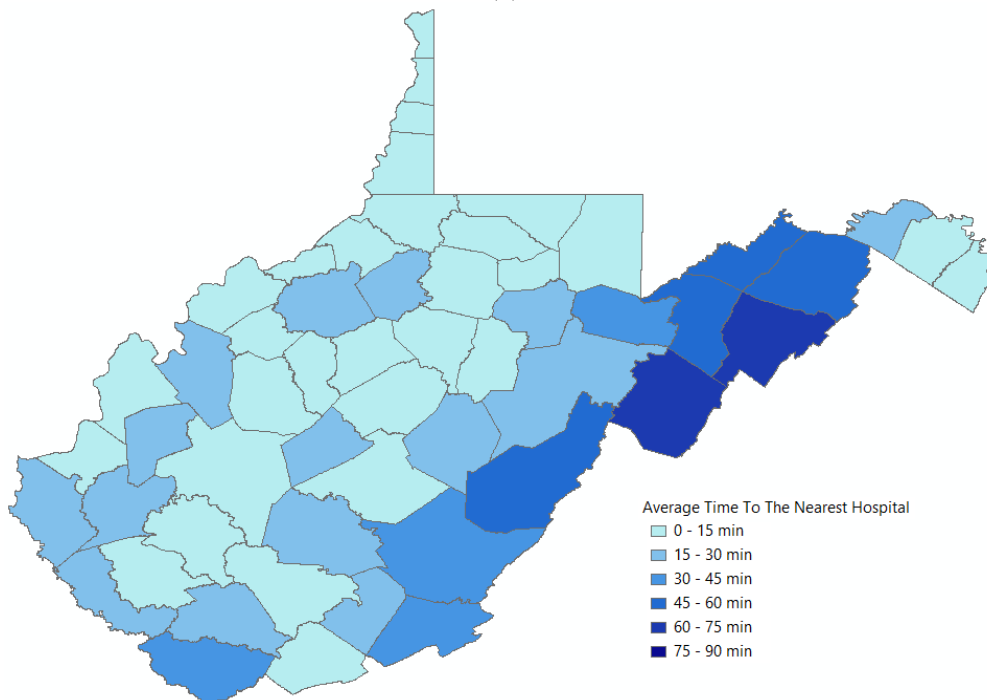 Average Time To The Nearest Hospital
0 - 15 min
15 - 30 min
30 - 45 min
45 - 60 min
60 - 75 min
75 - 90 min